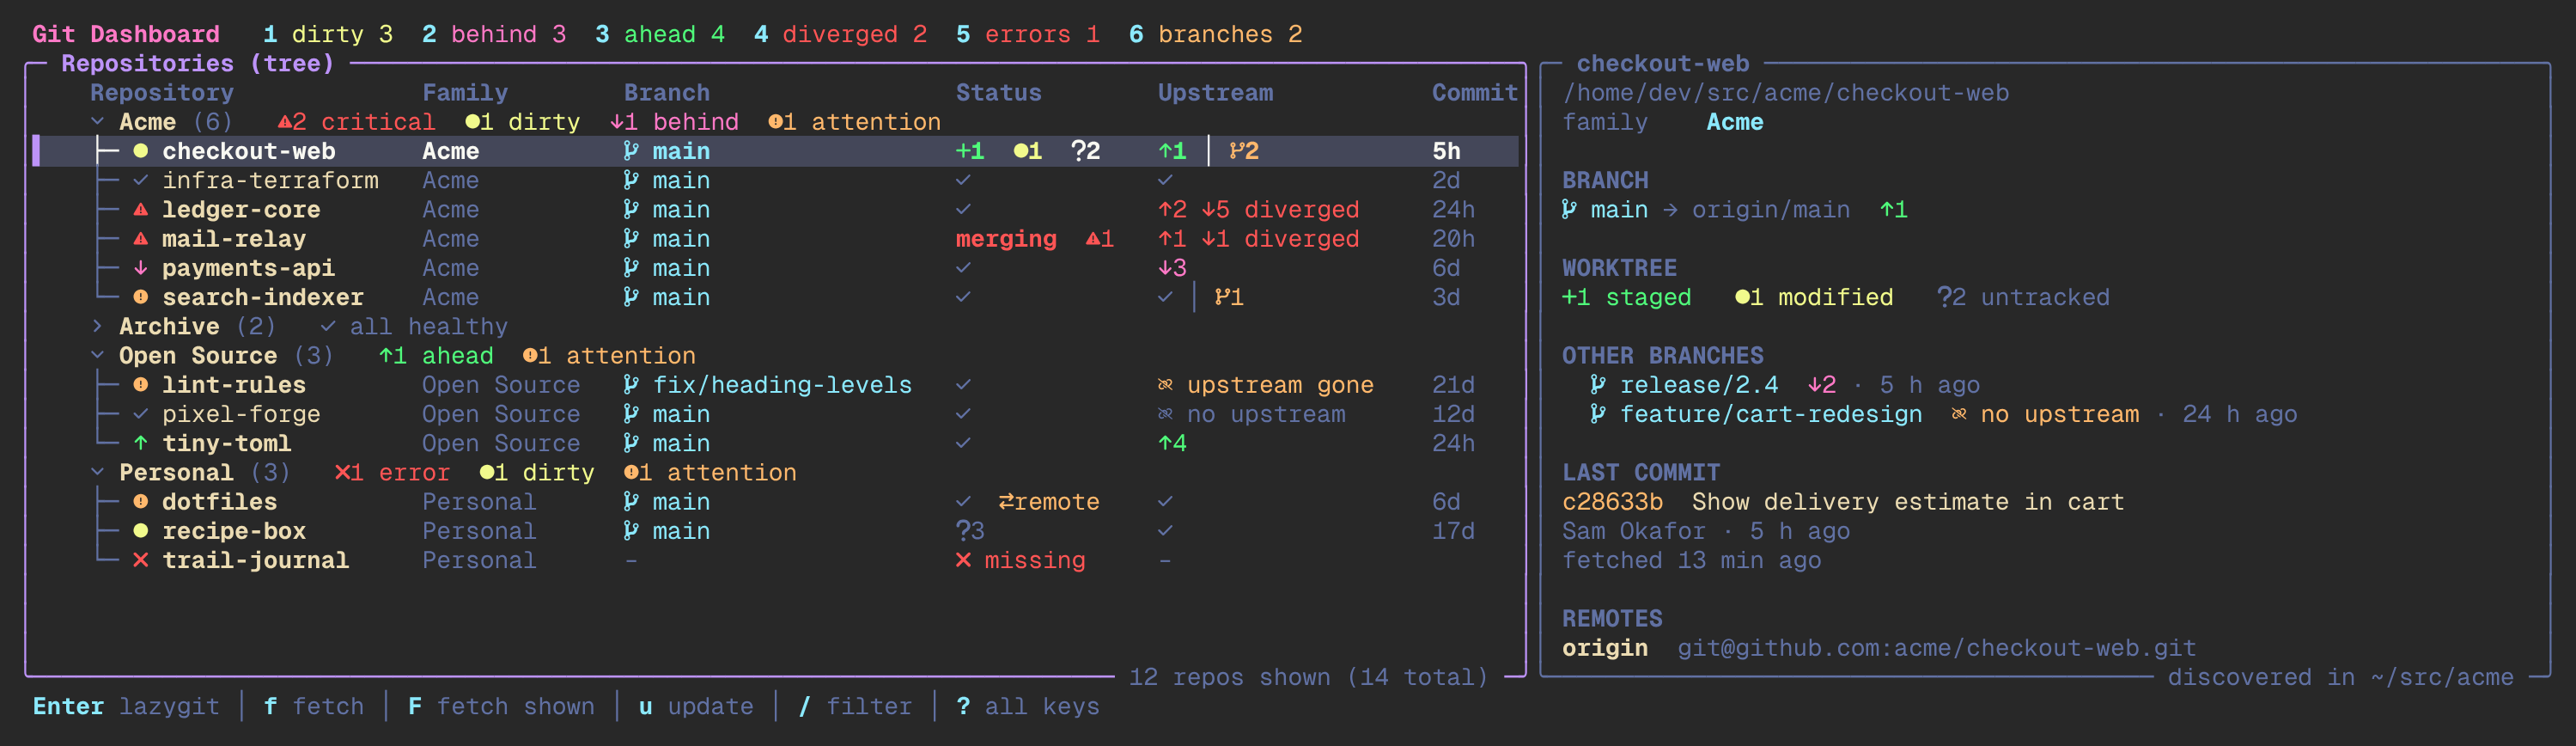 Git Dashboard 1 dirty 3 2 behind 3 3 ahead 4 4 diverged 2 5 errors 1 6 branches 2
Repositories (tree)
Repository Family Branch Status Upstream Commit
Acme (6) 2 critical 1 dirty ↓1 behind 1 attention
checkout-web Acme main +1 ●1 ?2 ↑1 │ 2 5h
infra-terraform Acme main ✓ ✓ 2d
ledger-core Acme main ✓ ↑2 ↓5 diverged 24h
mail-relay Acme main merging 1 ↑1 ↓1 diverged 20h
payments-api Acme main ✓ ↓3 6d
search-indexer Acme main ✓ ✓ │ 1 3d
Archive (2) ✓ all healthy
Open Source (3) ↑1 ahead 1 attention
lint-rules Open Source fix/heading-levels ✓ upstream gone 21d
pixel-forge Open Source main ✓ no upstream 12d
tiny-toml Open Source main ✓ ↑4 24h
Personal (3) ✕1 error ●1 dirty 1 attention
dotfiles Personal main ✓ ⇄remote ✓ 6d
recipe-box Personal main ?3 ✓ 17d
trail-journal Personal – ✕ missing –
12 repos shown (14 total)
checkout-web
/home/dev/src/acme/checkout-web
family Acme
BRANCH
main → origin/main ↑1
WORKTREE
+1 staged ●1 modified ?2 untracked
OTHER BRANCHES
release/2.4 ↓2 · 5 h ago
feature/cart-redesign no upstream · 24 h ago
LAST COMMIT
c28633b Show delivery estimate in cart
Sam Okafor · 5 h ago
fetched 13 min ago
REMOTES
origin git@github.com:acme/checkout-web.git
discovered in ~/src/acme
Enter lazygit │ f fetch │ F fetch shown │ u update │ / filter │ ? all keys